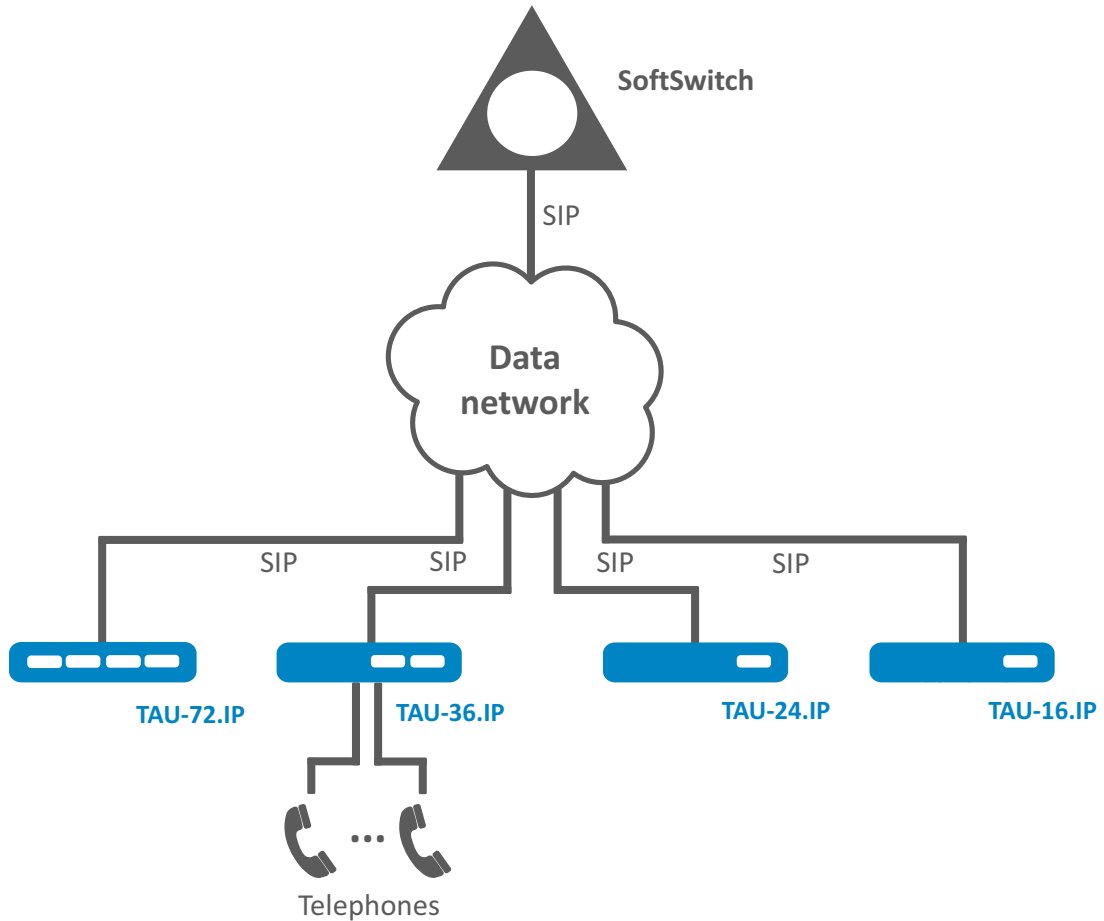 SoftSwitch
SIP
Data
network
SIP
SIP
SIP
SIP
TAU-72.IP
TAU-36.IP
TAU-24.IP
TAU-16.IP
Telephones